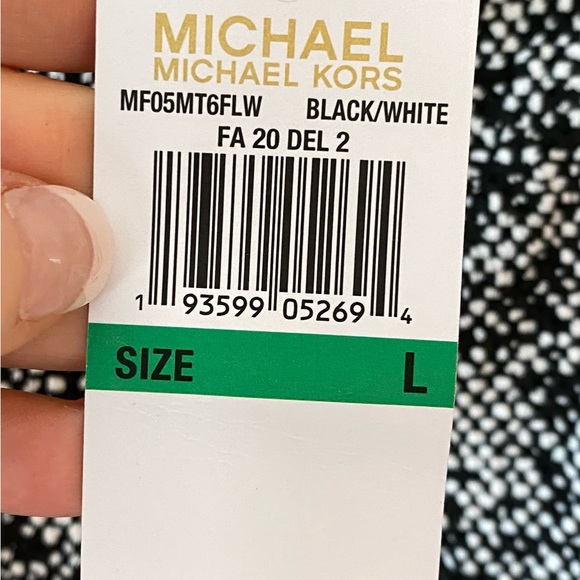 MICHAEL
MICHAEL KORS
MF05MT6FLW BLACK/WHITE
FA 20 DEL 2
1 93599 05269 4
SIZE L